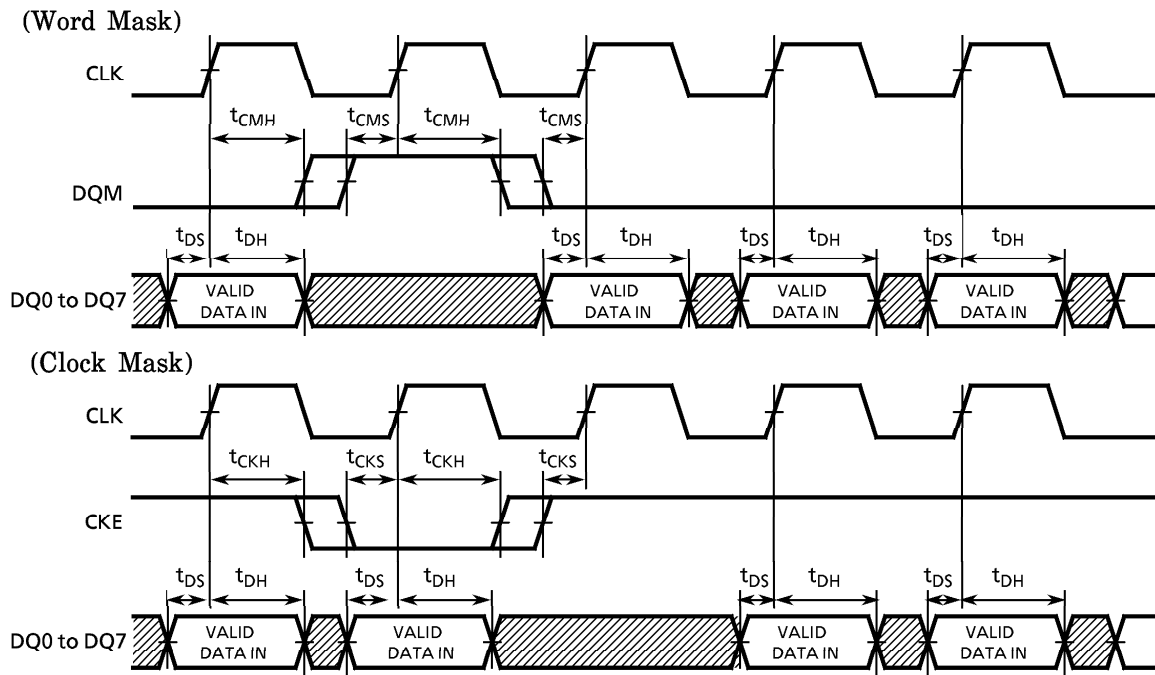 (Word Mask)
CLK
tCMH tCMS tCMH tCMS
DQM
tDS tDH tDS tDH tDS tDH tDS tDH
DQ0 to DQ7
VALID DATA IN
VALID DATA IN
VALID DATA IN
VALID DATA IN
(Clock Mask)
CLK
tCKH tCKS tCKH tCKS
CKE
tDS tDH tDS tDH tDS tDH tDS tDH
DQ0 to DQ7
VALID DATA IN
VALID DATA IN
VALID DATA IN
VALID DATA IN